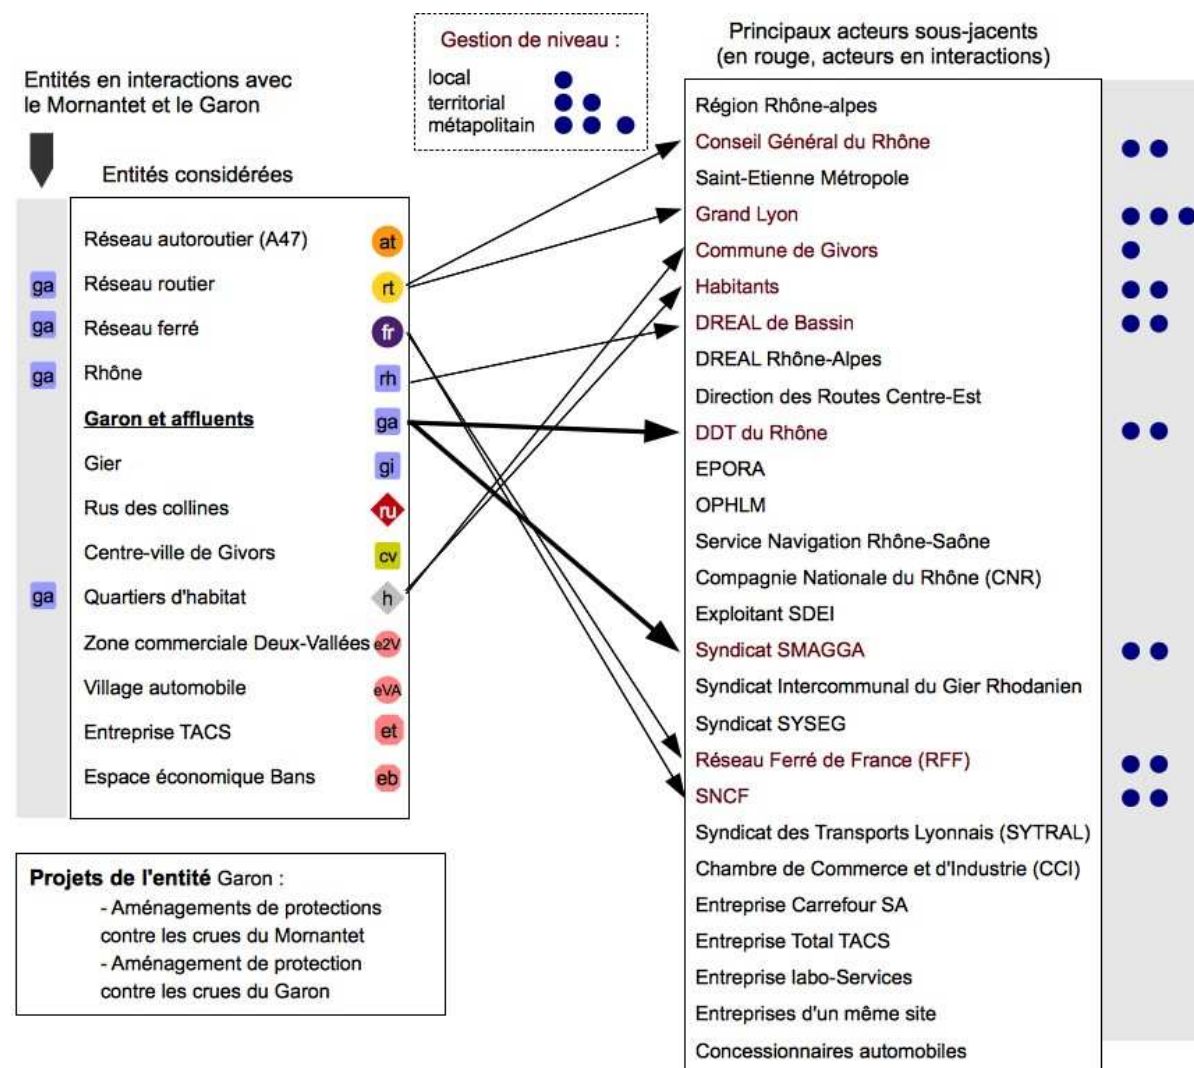 Gestion de niveau :
local
territorial
métapolitain
Principaux acteurs sous-jacents
(en rouge, acteurs en interactions)
Entités en interactions avec
le Mornantet et le Garon
Entités considérées
Réseau autoroutier (A47) at
ga Réseau routier rt
ga Réseau ferré fr
ga Rhône rh
Garon et affluents ga
Gier gi
Rus des collines ru
Centre-ville de Givors cv
ga Quartiers d'habitat h
Zone commerciale Deux-Vallées e2V
Village automobile eVA
Entreprise TACS et
Espace économique Bans eb
Projets de l'entité Garon :
- Aménagements de protections
contre les crues du Mornantet
- Aménagement de protection
contre les crues du Garon
Région Rhône-alpes
Conseil Général du Rhône
Saint-Etienne Métropole
Grand Lyon
Commune de Givors
Habitants
DREAL de Bassin
DREAL Rhône-Alpes
Direction des Routes Centre-Est
DDT du Rhône
EPORA
OPHLM
Service Navigation Rhône-Saône
Compagnie Nationale du Rhône (CNR)
Exploitant SDEI
Syndicat SMAGGA
Syndicat Intercommunal du Gier Rhodanien
Syndicat SYSEG
Réseau Ferré de France (RFF)
SNCF
Syndicat des Transports Lyonnais (SYTRAL)
Chambre de Commerce et d'Industrie (CCI)
Entreprise Carrefour SA
Entreprise Total TACS
Entreprise labo-Services
Entreprises d'un même site
Concessionnaires automobiles